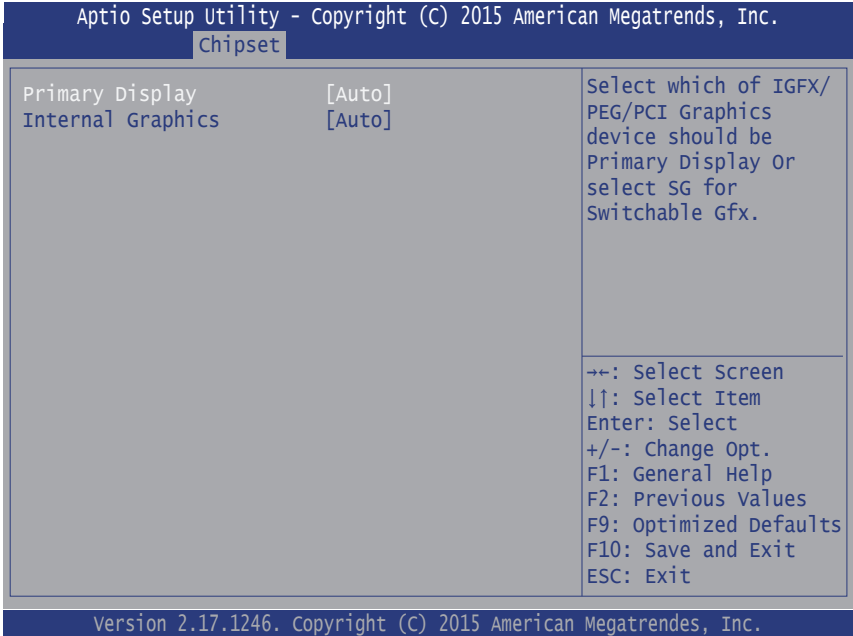 Aptio Setup Utility - Copyright (C) 2015 American Megatrends, Inc.
Chipset
Primary Display [Auto]
Internal Graphics [Auto]
Select which of IGFX/
PEG/PCI Graphics
device should be
Primary Display Or
select SG for
Switchable Gfx.
→←: Select Screen
↓↑: Select Item
Enter: Select
+/-: Change Opt.
F1: General Help
F2: Previous Values
F9: Optimized Defaults
F10: Save and Exit
ESC: Exit
Version 2.17.1246. Copyright (C) 2015 American Megatrendes, Inc.